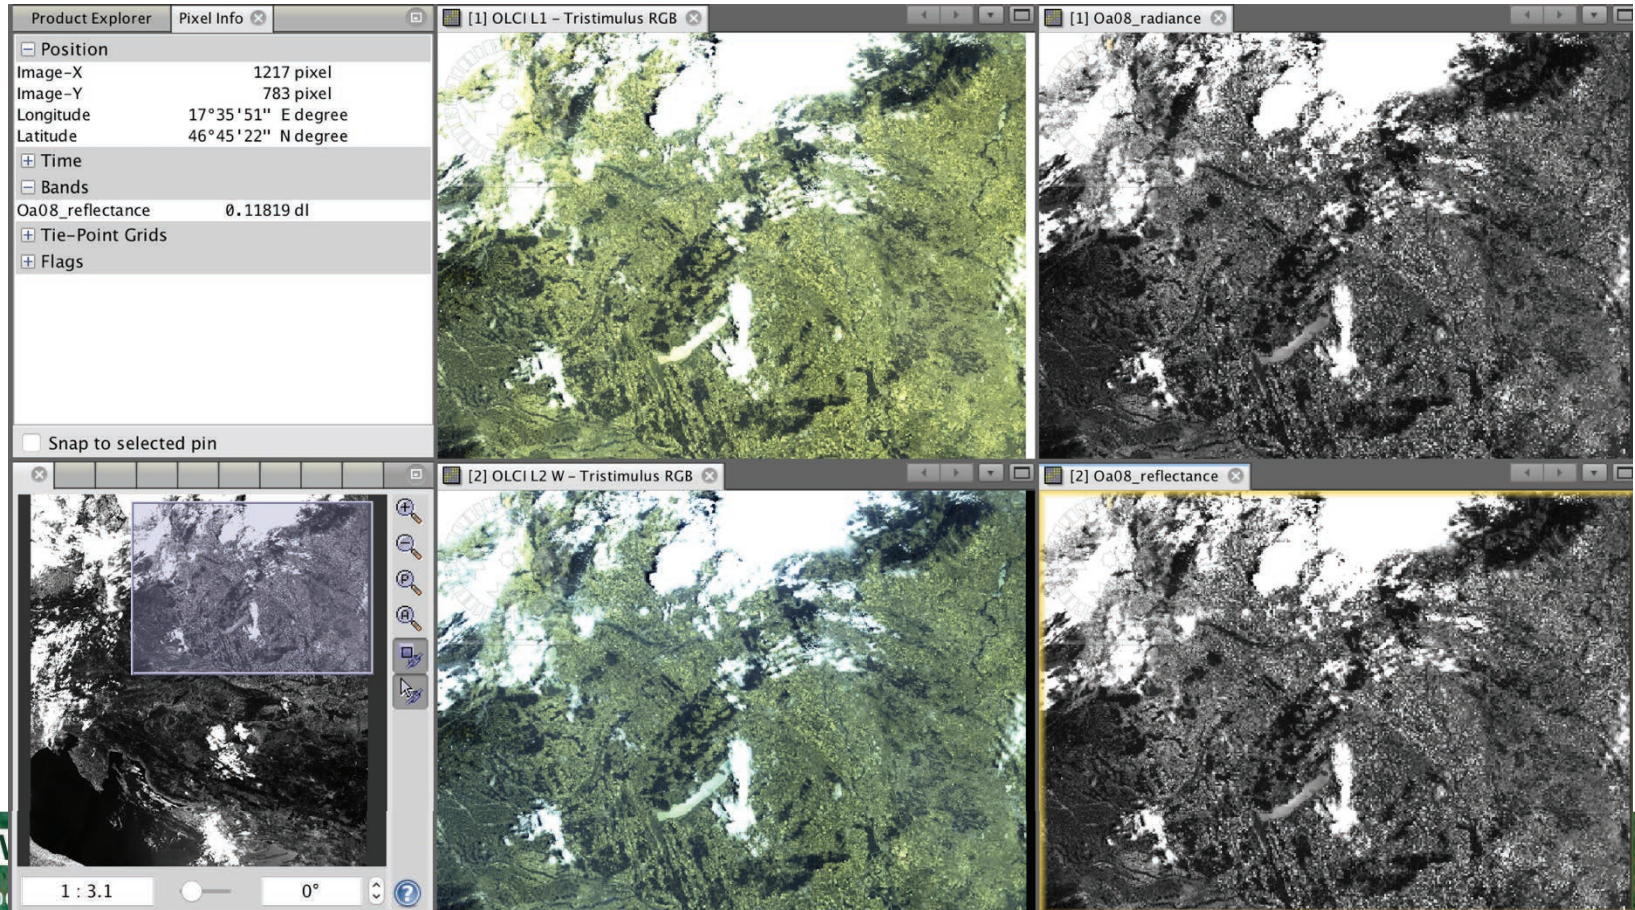 Product Explorer
Pixel Info
Position
Image-X 1217 pixel
Image-Y 783 pixel
Longitude 17°35'51" E degree
Latitude 46°45'22" N degree
Time
Bands
Oa08_reflectance 0.11819 dl
Tie-Point Grids
Flags
Snap to selected pin
1 : 3.1
0°
[1] OLCI L1 – Tristimulus RGB
[1] Oa08_radiance
[2] OLCI L2 W – Tristimulus RGB
[2] Oa08_reflectance